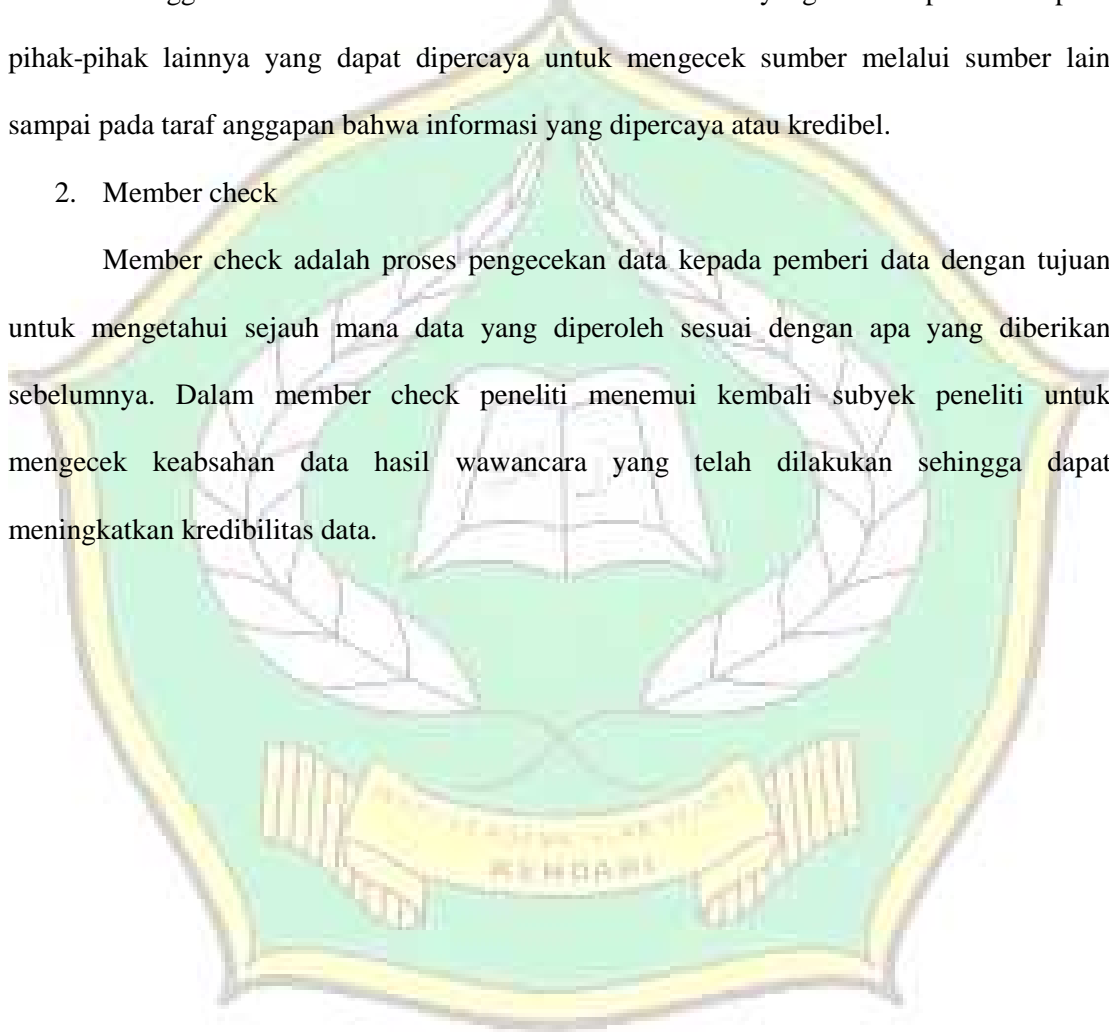 pihak-pihak lainnya yang dapat dipercaya untuk mengecek sumber melalui sumber lain
sampai pada taraf anggapan bahwa informasi yang dipercaya atau kredibel.
2. Member check
Member check adalah proses pengecekan data kepada pemberi data dengan tujuan
untuk mengetahui sejauh mana data yang diperoleh sesuai dengan apa yang diberikan
sebelumnya. Dalam member check peneliti menemui kembali subyek peneliti untuk
mengecek keabsahan data hasil wawancara yang telah dilakukan sehingga dapat
meningkatkan kredibilitas data.
KENDARI